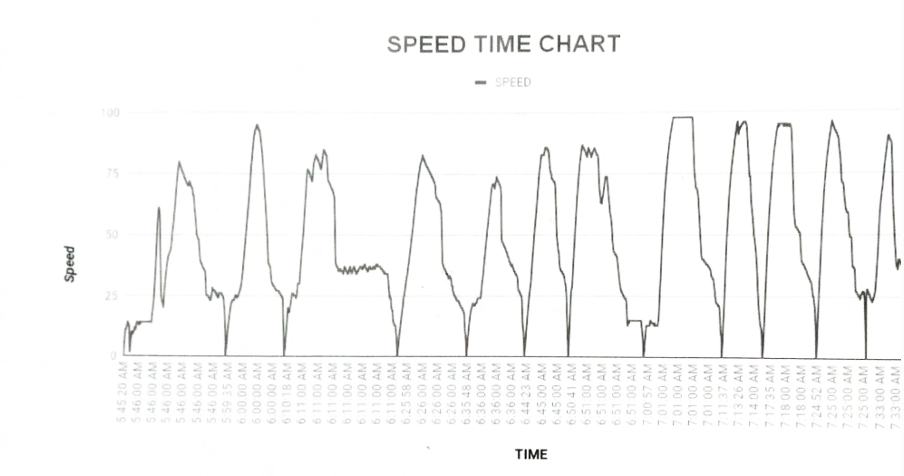 SPEED TIME CHART
SPEED
100
75
50
25
0
Speed
5 45 20 AM
5 46 00 AM
5 46 00 AM
5 46 00 AM
5 46 00 AM
5 46 00 AM
5 46 00 AM
5 59 35 AM
6 00 00 AM
6 00 00 AM
6 00 00 AM
6 10 18 AM
6 11 00 AM
6 11 00 AM
6 11 00 AM
6 11 00 AM
6 11 00 AM
6 11 00 AM
6 11 00 AM
6 25 58 AM
6 26 00 AM
6 26 00 AM
6 26 00 AM
6 35 48 AM
6 36 00 AM
6 36 00 AM
6 36 00 AM
6 44 23 AM
6 45 00 AM
6 45 00 AM
6 50 41 AM
6 51 00 AM
6 51 00 AM
6 51 00 AM
6 51 00 AM
7 00 57 AM
7 01 00 AM
7 01 00 AM
7 01 00 AM
7 01 00 AM
7 11 37 AM
7 13 26 AM
7 14 00 AM
7 17 35 AM
7 18 00 AM
7 18 00 AM
7 24 52 AM
7 25 00 AM
7 25 00 AM
7 25 00 AM
7 33 00 AM
7 33 00 AM
TIME